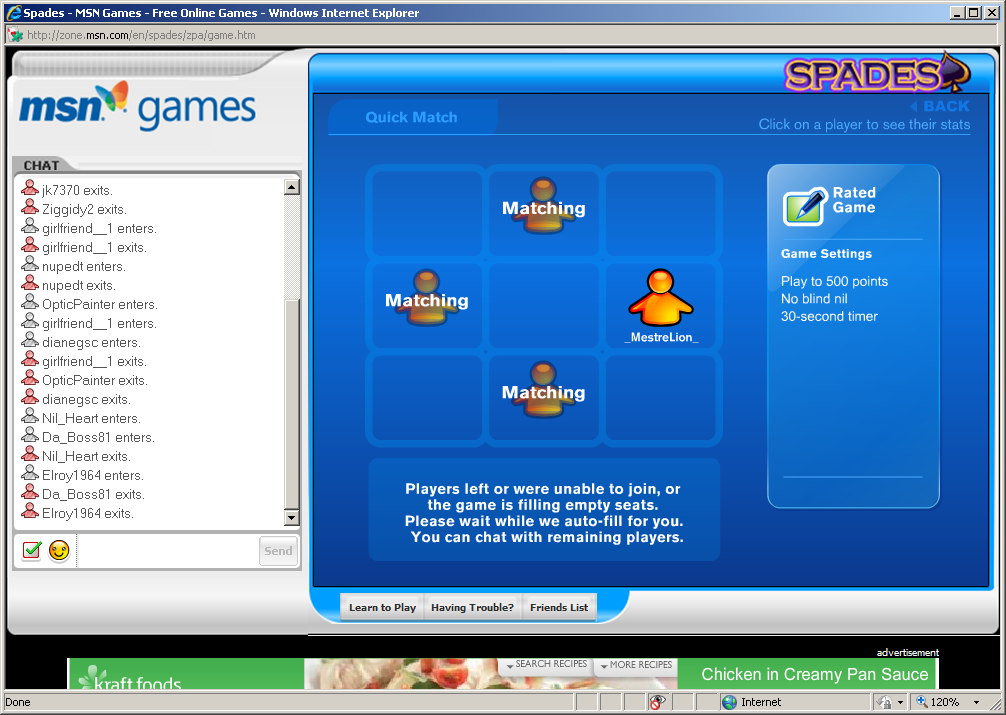 Spades - MSN Games - Free Online Games - Windows Internet Explorer
http://zone.msn.com/en/spades/zpa/game.htm
msn games
SPADES
BACK
Quick Match
Click on a player to see their stats
CHAT
jk7370 exits.
Ziggidy2 exits.
girlfriend__1 enters.
girlfriend__1 exits.
nupedt enters.
nupedt exits.
OpticPainter enters.
girlfriend__1 enters.
dianegsc enters.
girlfriend__1 exits.
OpticPainter exits.
dianegsc exits.
Nil_Heart enters.
Da_Boss81 enters.
Nil_Heart exits.
Elroy1964 enters.
Da_Boss81 exits.
Elroy1964 exits.
Send
Matching
Matching
_MestreLion_
Matching
Rated
Game
Game Settings
Play to 500 points
No blind nil
30-second timer
Players left or were unable to join, or
the game is filling empty seats.
Please wait while we auto-fill for you.
You can chat with remaining players.
Learn to Play
Having Trouble?
Friends List
advertisement
kraft foods
SEARCH RECIPES
MORE RECIPES
Chicken in Creamy Pan Sauce
Done
Internet
120%